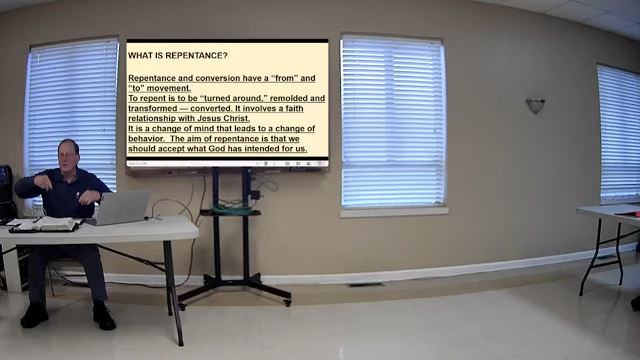 WHAT IS REPENTANCE?
Repentance and conversion have a “from” and
“to” movement.
To repent is to be “turned around,” remolded and
transformed — converted. It involves a faith
relationship with Jesus Christ.
It is a change of mind that leads to a change of
behavior.  The aim of repentance is that we
should accept what God has intended for us.